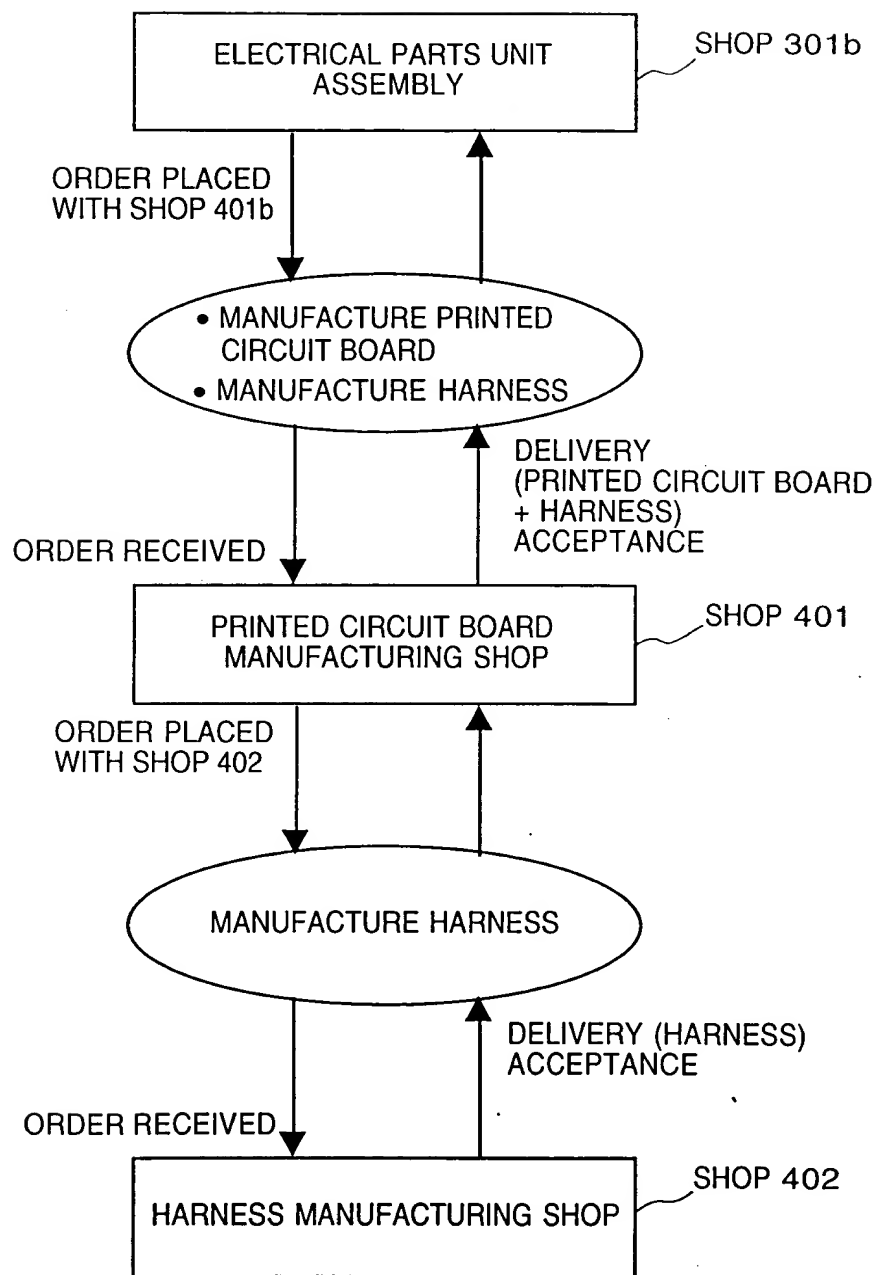 ELECTRICAL PARTS UNIT
ASSEMBLY
SHOP 301b
ORDER PLACED
WITH SHOP 401b
• MANUFACTURE PRINTED
CIRCUIT BOARD
• MANUFACTURE HARNESS
DELIVERY
(PRINTED CIRCUIT BOARD
+ HARNESS)
ACCEPTANCE
ORDER RECEIVED
PRINTED CIRCUIT BOARD
MANUFACTURING SHOP
SHOP 401
ORDER PLACED
WITH SHOP 402
MANUFACTURE HARNESS
DELIVERY (HARNESS)
ACCEPTANCE
ORDER RECEIVED
HARNESS MANUFACTURING SHOP
SHOP 402